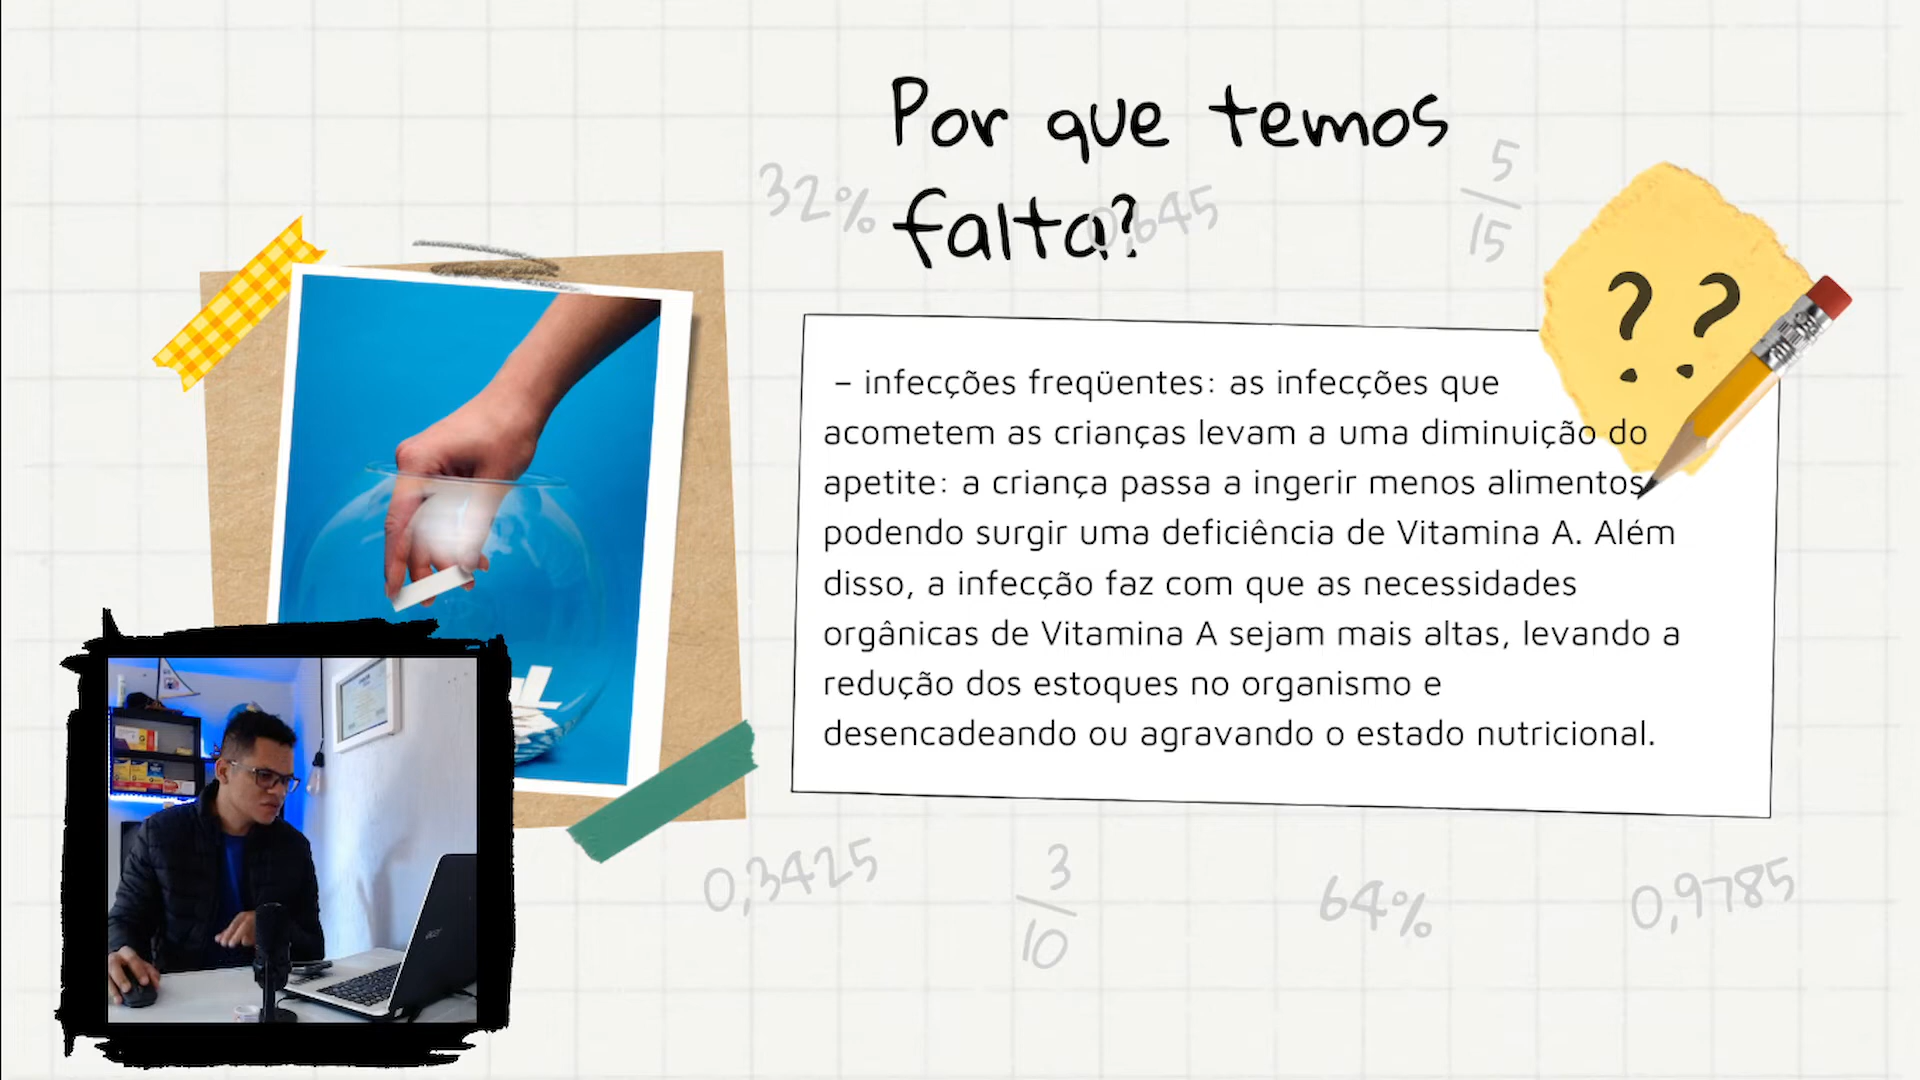 Por que temos
falta?
32%
0,645
5
15
? ?
– infecções freqüentes: as infecções que
acometem as crianças levam a uma diminuição do
apetite: a criança passa a ingerir menos alimentos
podendo surgir uma deficiência de Vitamina A. Além
disso, a infecção faz com que as necessidades
orgânicas de Vitamina A sejam mais altas, levando a
redução dos estoques no organismo e
desencadeando ou agravando o estado nutricional.
0,3425
3
10
64%
0,9785
acer